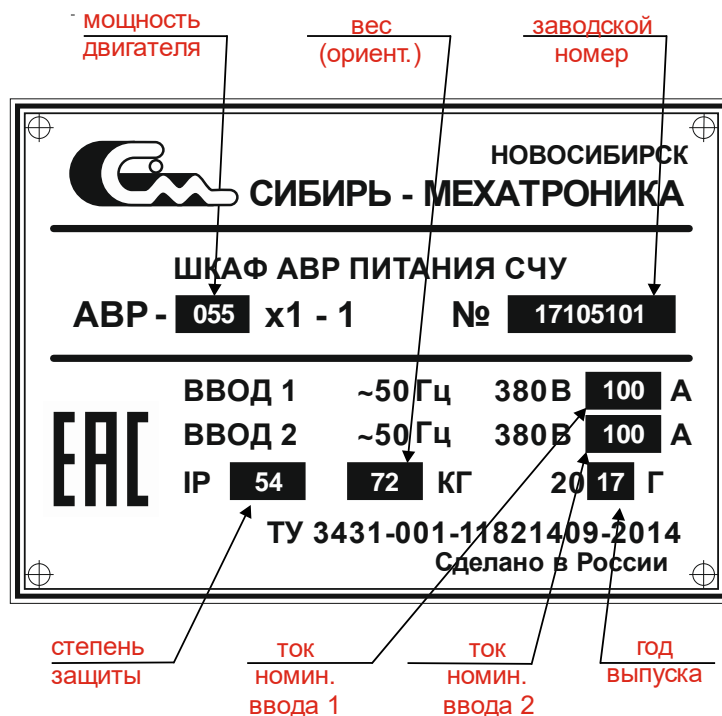 мощность двигателя
вес (ориент.)
заводской номер
НОВОСИБИРСК
СИБИРЬ - МЕХАТРОНИКА
ШКАФ АВР ПИТАНИЯ СЧУ
АВР - 055 х1 - 1 № 17105101
ВВОД 1 ~50 Гц 380 В 100 А
ВВОД 2 ~50 Гц 380 В 100 А
EAC
IP 54 72 КГ 20 17 Г
ТУ 3431-001-11821409-2014
Сделано в России
степень защиты
ток номин. ввода 1
ток номин. ввода 2
год выпуска